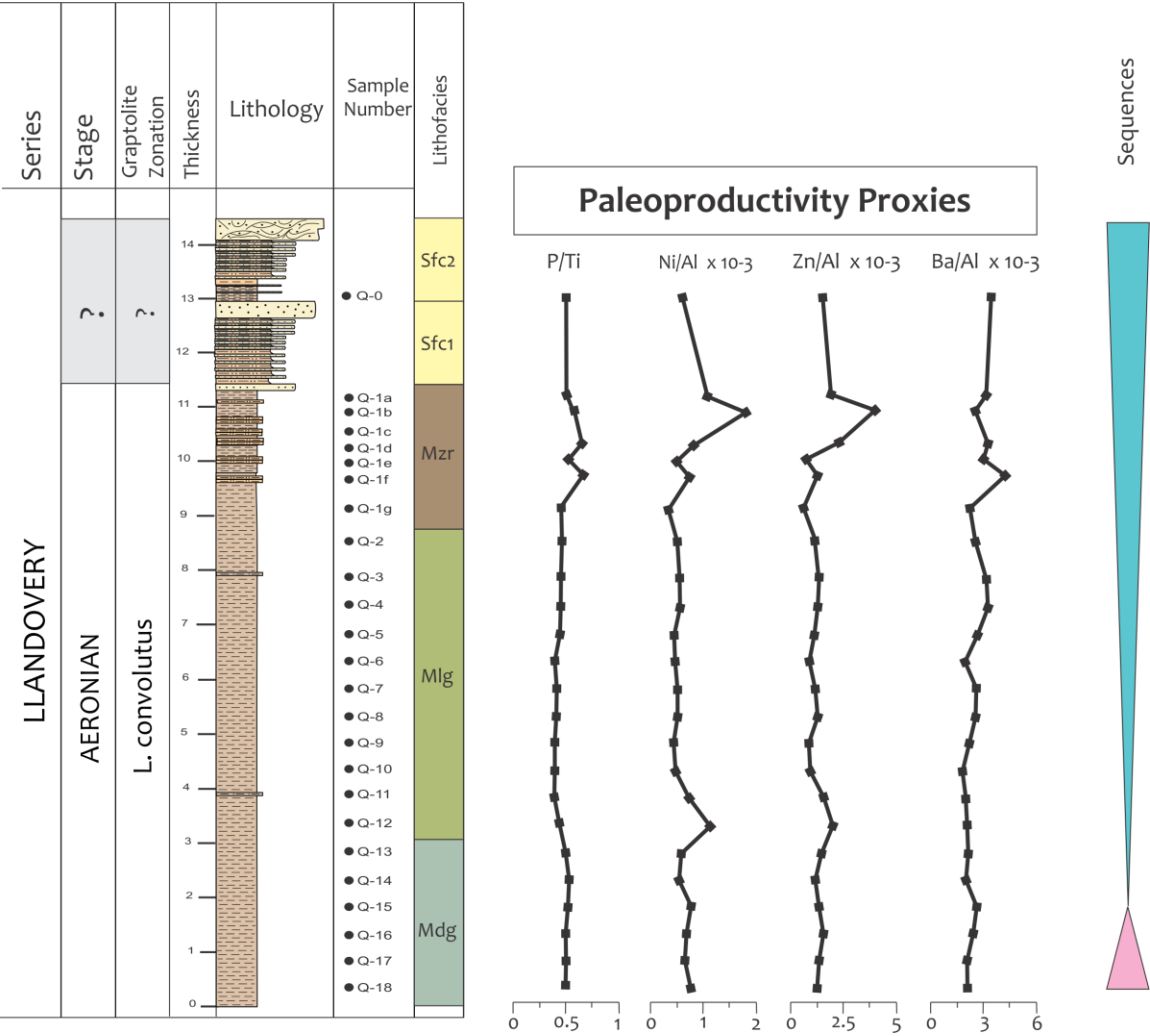 Series
Stage
Graptolite
Zonation
Thickness
Lithology
Sample
Number
Lithofacies
Sequences
Paleoproductivity Proxies
P/Ti
Ni/Al x 10-3
Zn/Al x 10-3
Ba/Al x 10-3
LLANDOVERY
?
AERONIAN
?
L. convolutus
14
13
12
11
10
9
8
7
6
5
4
3
2
1
0
Q-0
Q-1a
Q-1b
Q-1c
Q-1d
Q-1e
Q-1f
Q-1g
Q-2
Q-3
Q-4
Q-5
Q-6
Q-7
Q-8
Q-9
Q-10
Q-11
Q-12
Q-13
Q-14
Q-15
Q-16
Q-17
Q-18
Sfc2
Sfc1
Mzr
Mlg
Mdg
0 0.5 1
0 1 2
0 2.5 5
0 3 6